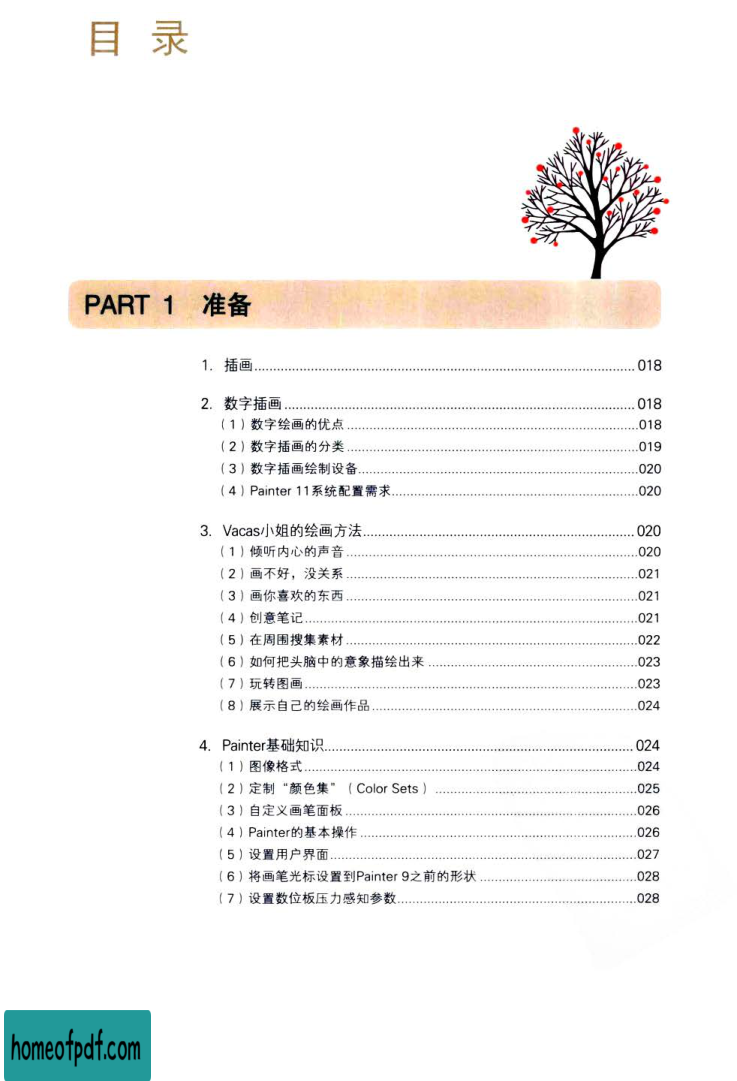 目 录
PART 1 准备
1. 插画........018
2. 数字插画........018
(1)数字绘画的优点........018
(2)数字插画的分类........019
(3)数字插画绘制设备........020
(4)Painter 11系统配置需求........020
3. Vacas小姐的绘画方法........020
(1)倾听内心的声音........020
(2)画不好,没关系........021
(3)画你喜欢的东西........021
(4)创意笔记........021
(5)在周围搜集素材........022
(6)如何把头脑中的意象描绘出来........023
(7)玩转图画........023
(8)展示自己的绘画作品........024
4. Painter基础知识........024
(1)图像格式........024
(2)定制“颜色集”(Color Sets)........025
(3)自定义画笔面板........026
(4)Painter的基本操作........026
(5)设置用户界面........027
(6)将画笔光标设置到Painter 9之前的形状........028
(7)设置数位板压力感知参数........028
homeofpdf.com